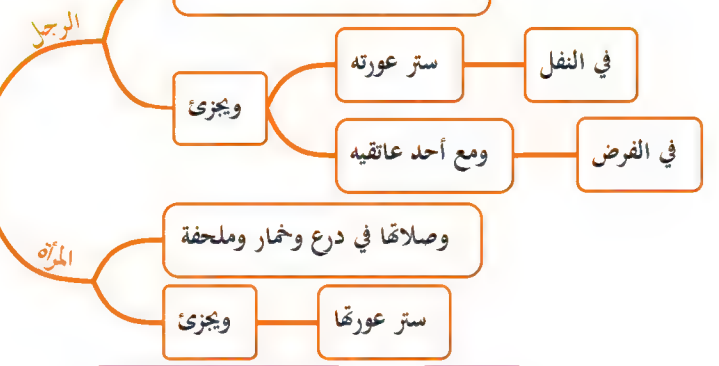 الرجل
ويجزئ
ستر عورته
في النفل
ومع أحد عاتقيه
في الفرض
المرأة
وصلاتها في درع وخمار وملحفة
ويجزئ
ستر عورتها